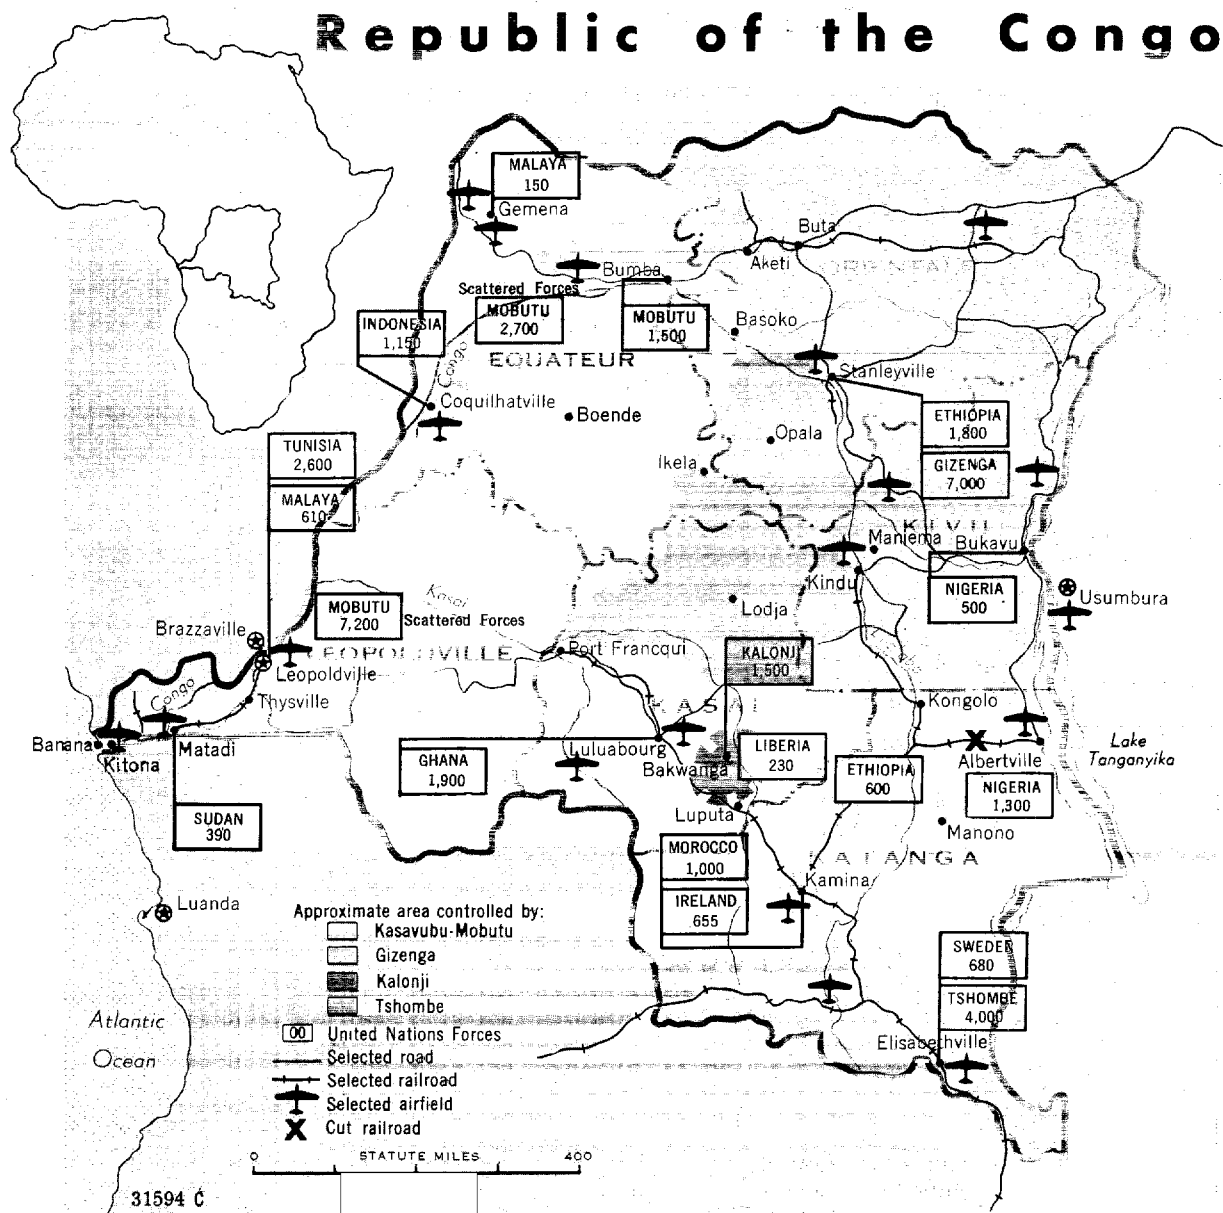 Republic of the Congo
MALAYA
150
Gemena
Buta
Aketi
ORIENTALE
Bumba
Scattered Forces
MOBUTU
2,700
MOBUTU
1,500
INDONESIA
1,150
Congo
Basoko
EQUATEUR
Stanleyville
Coquilhatville
Boende
ETHIOPIA
1,800
TUNISIA
2,600
Opala
Ikela
GIZENGA
7,000
MALAYA
610
KIVU
Maniema
Bukavu
Kindu
NIGERIA
500
Usumbura
Kasai
Lodja
MOBUTU
7,200
Scattered Forces
Brazzaville
LEOPOLDVILLE
Port Francqui
KALONJI
1,500
Leopoldville
Congo
Thysville
KASAI
Kongolo
Banana
Kitona
Matadi
Luluabourg
Bakwanga
LIBERIA
230
Albertville
Lake
Tanganyika
GHANA
1,900
ETHIOPIA
600
NIGERIA
1,300
SUDAN
390
Luputa
Manono
MOROCCO
1,000
KATANGA
Kamina
IRELAND
655
Luanda
Approximate area controlled by:
Kasavubu-Mobutu
Gizenga
Kalonji
Tshombe
00 United Nations Forces
Selected road
Selected railroad
Selected airfield
X Cut railroad
SWEDEN
680
TSHOMBE
4,000
Elisabethville
Atlantic
Ocean
0 STATUTE MILES 400
31594 C